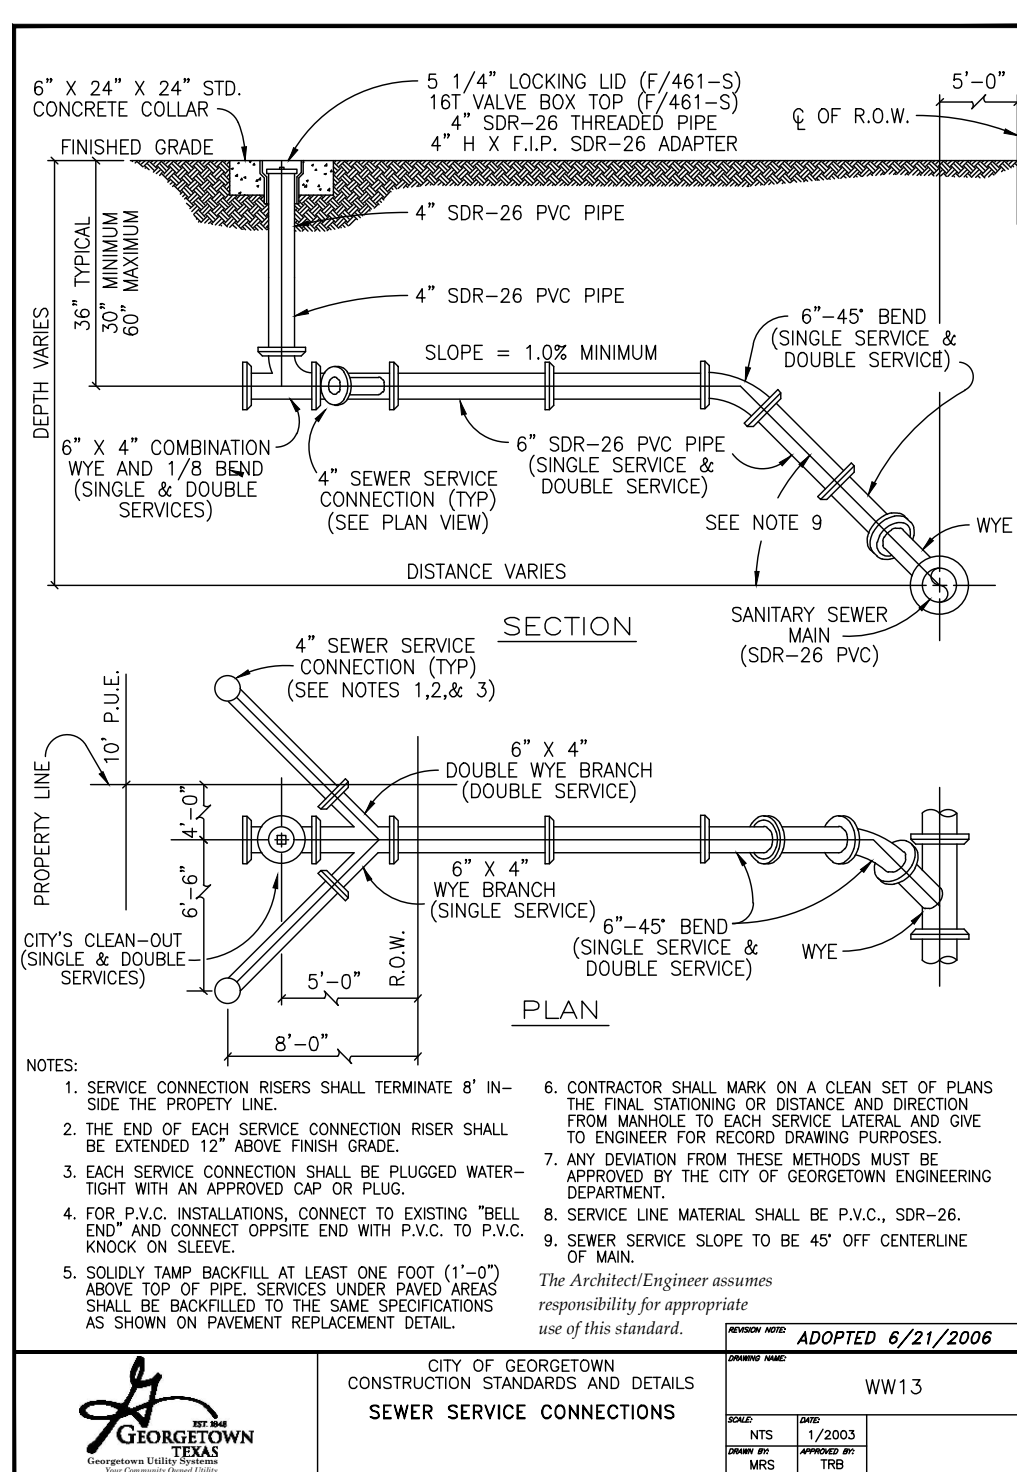 6" X 24" X 24" STD.
CONCRETE COLLAR
5 1/4" LOCKING LID (F/461-S)
16T VALVE BOX TOP (F/461-S)
4" SDR-26 THREADED PIPE
4" H X F.I.P. SDR-26 ADAPTER
5'-0"
℄ OF R.O.W.
FINISHED GRADE
4" SDR-26 PVC PIPE
36" TYPICAL
30" MINIMUM
60" MAXIMUM
DEPTH VARIES
4" SDR-26 PVC PIPE
SLOPE = 1.0% MINIMUM
6"-45° BEND
(SINGLE SERVICE &
DOUBLE SERVICE)
6" X 4" COMBINATION
WYE AND 1/8 BEND
(SINGLE & DOUBLE
SERVICES)
4" SEWER SERVICE
CONNECTION (TYP)
(SEE PLAN VIEW)
6" SDR-26 PVC PIPE
(SINGLE SERVICE &
DOUBLE SERVICE)
SEE NOTE 9
WYE
DISTANCE VARIES
SANITARY SEWER
MAIN
(SDR-26 PVC)
SECTION
4" SEWER SERVICE
CONNECTION (TYP)
(SEE NOTES 1,2,& 3)
10' P.U.E.
PROPERTY LINE
6" X 4"
DOUBLE WYE BRANCH
(DOUBLE SERVICE)
4'-0"
6'-6"
6" X 4"
WYE BRANCH
(SINGLE SERVICE)
6"-45° BEND
(SINGLE SERVICE &
DOUBLE SERVICE)
WYE
CITY'S CLEAN-OUT
(SINGLE & DOUBLE
SERVICES)
R.O.W.
5'-0"
8'-0"
PLAN
NOTES:
1. SERVICE CONNECTION RISERS SHALL TERMINATE 8' IN-
SIDE THE PROPETY LINE.
2. THE END OF EACH SERVICE CONNECTION RISER SHALL
BE EXTENDED 12" ABOVE FINISH GRADE.
3. EACH SERVICE CONNECTION SHALL BE PLUGGED WATER-
TIGHT WITH AN APPROVED CAP OR PLUG.
4. FOR P.V.C. INSTALLATIONS, CONNECT TO EXISTING "BELL
END" AND CONNECT OPPSITE END WITH P.V.C. TO P.V.C.
KNOCK ON SLEEVE.
5. SOLIDLY TAMP BACKFILL AT LEAST ONE FOOT (1'-0")
ABOVE TOP OF PIPE. SERVICES UNDER PAVED AREAS
SHALL BE BACKFILLED TO THE SAME SPECIFICATIONS
AS SHOWN ON PAVEMENT REPLACEMENT DETAIL.
6. CONTRACTOR SHALL MARK ON A CLEAN SET OF PLANS
THE FINAL STATIONING OR DISTANCE AND DIRECTION
FROM MANHOLE TO EACH SERVICE LATERAL AND GIVE
TO ENGINEER FOR RECORD DRAWING PURPOSES.
7. ANY DEVIATION FROM THESE METHODS MUST BE
APPROVED BY THE CITY OF GEORGETOWN ENGINEERING
DEPARTMENT.
8. SERVICE LINE MATERIAL SHALL BE P.V.C., SDR-26.
9. SEWER SERVICE SLOPE TO BE 45° OFF CENTERLINE
OF MAIN.
The Architect/Engineer assumes
responsibility for appropriate
use of this standard.
REVISION NOTE:
ADOPTED 6/21/2006
EST. 1848
GEORGETOWN
TEXAS
Georgetown Utility Systems
Your Community Owned Utility
CITY OF GEORGETOWN
CONSTRUCTION STANDARDS AND DETAILS
SEWER SERVICE CONNECTIONS
DRAWING NAME:
WW13
SCALE:
NTS
DATE:
1/2003
DRAWN BY:
MRS
APPROVED BY:
TRB